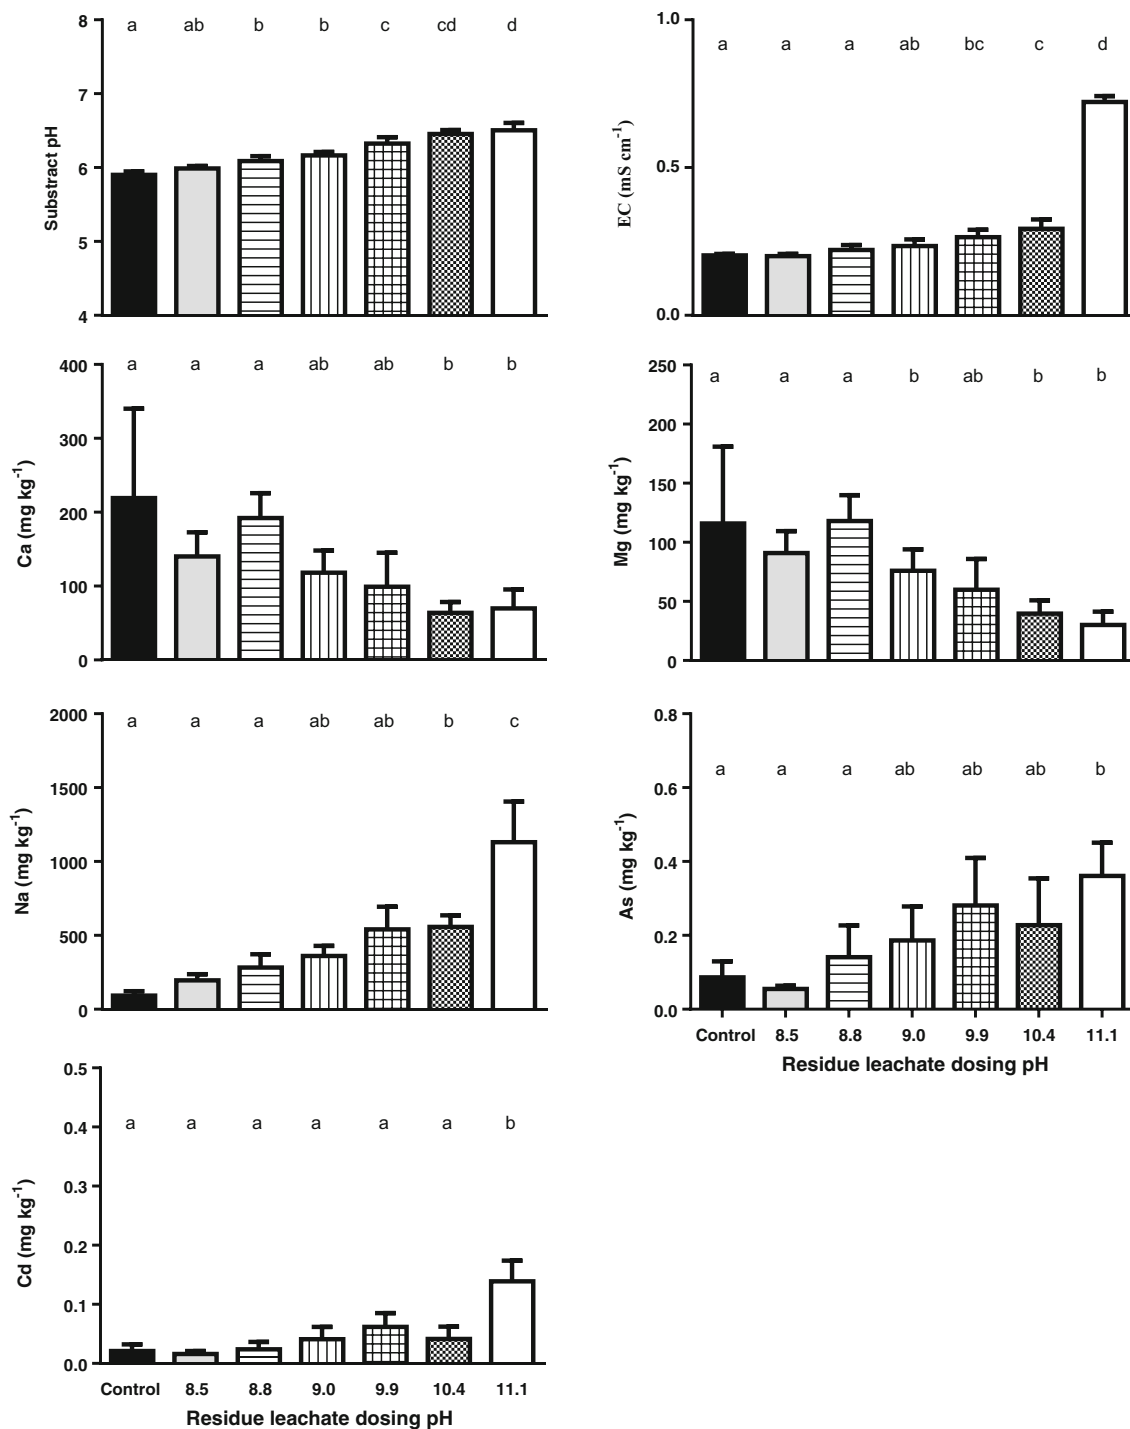 8
7
6
5
4
Substract pH
a ab b b c cd d
1.0
0.5
0.0
EC (mS cm⁻¹)
a a a ab bc c d
400
300
200
100
0
Ca (mg kg⁻¹)
a a a ab ab b b
250
200
150
100
50
0
Mg (mg kg⁻¹)
a a a b ab b b
2000
1500
1000
500
0
Na (mg kg⁻¹)
a a a ab ab b c
0.8
0.6
0.4
0.2
0.0
As (mg kg⁻¹)
a a a ab ab ab b
Control 8.5 8.8 9.0 9.9 10.4 11.1
Residue leachate dosing pH
0.5
0.4
0.3
0.2
0.1
0.0
Cd (mg kg⁻¹)
a a a a a a b
Control 8.5 8.8 9.0 9.9 10.4 11.1
Residue leachate dosing pH